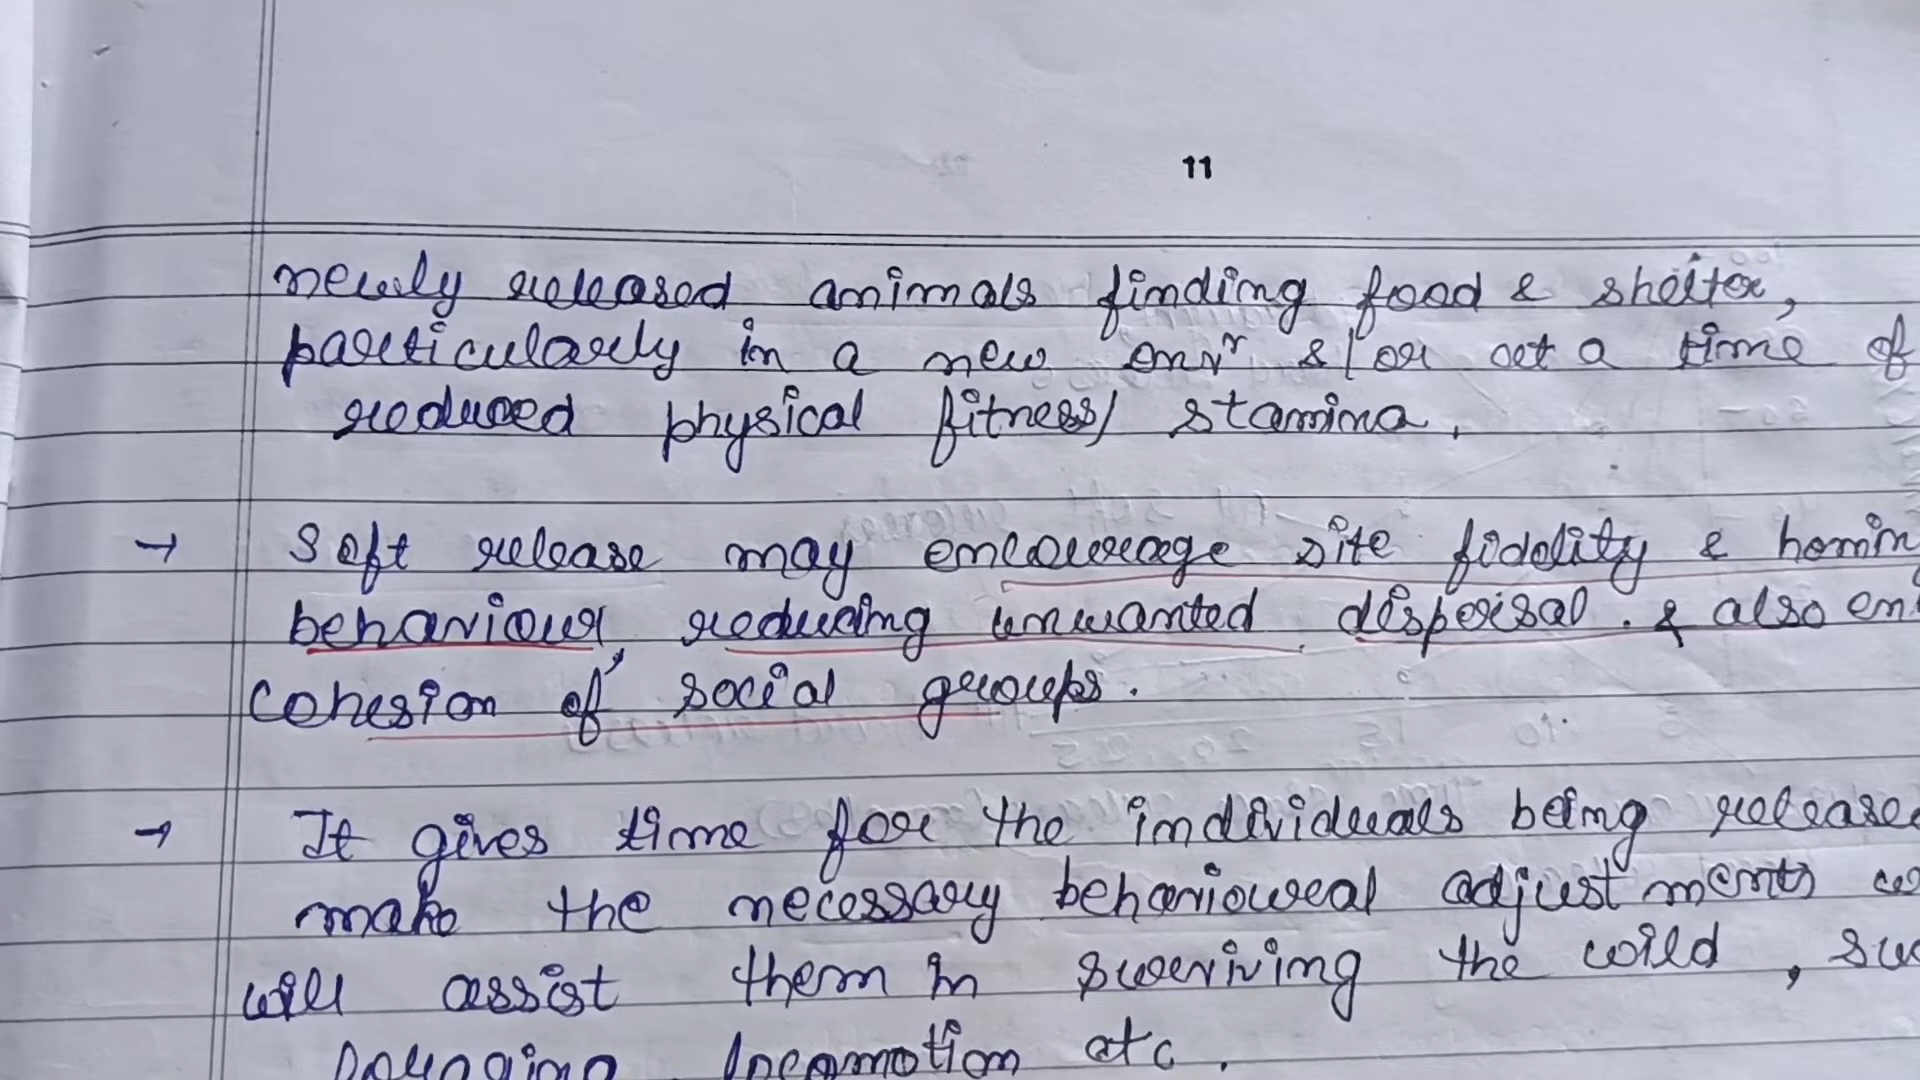 11
newly released animals finding food & shelter,
particularly in a new envr &/or at a time of
reduced physical fitness/ stamina.
→ Soft release may encourage site fidelity & homin
behaviour, reducing unwanted dispersal. & also en
cohesion of social groups.
→ It gives time for the individuals being release
make the necessary behavioural adjustments
will assist them in surviving the wild, su
locomotion etc.